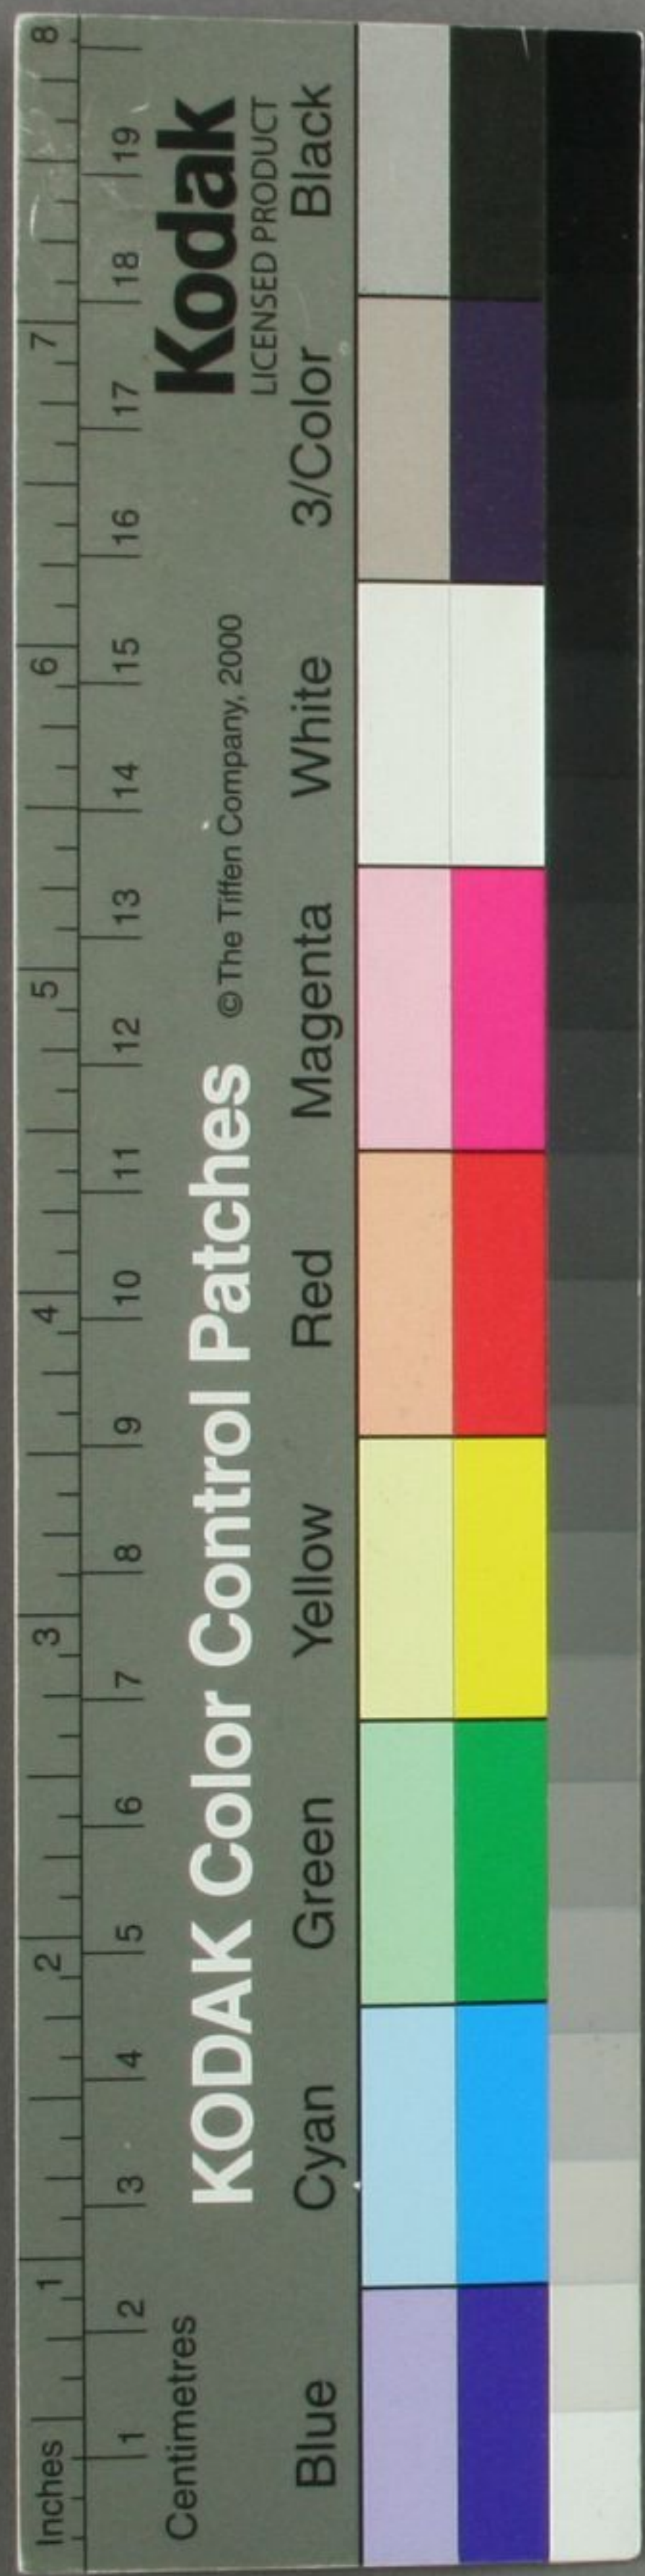 Inches 1 2 3 4 5 6 7 8
Centimetres 1 2 3 4 5 6 7 8 9 10 11 12 13 14 15 16 17 18 19
KODAK Color Control Patches © The Tiffen Company, 2000 Kodak
LICENSED PRODUCT
Blue Cyan Green Yellow Red Magenta White 3/Color Black